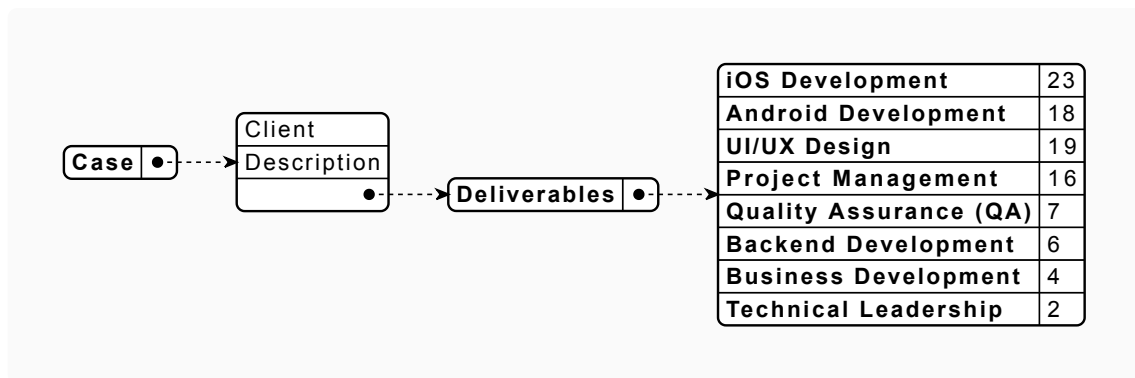 Case
Client
Description
Deliverables
iOS Development 23
Android Development 18
UI/UX Design 19
Project Management 16
Quality Assurance (QA) 7
Backend Development 6
Business Development 4
Technical Leadership 2